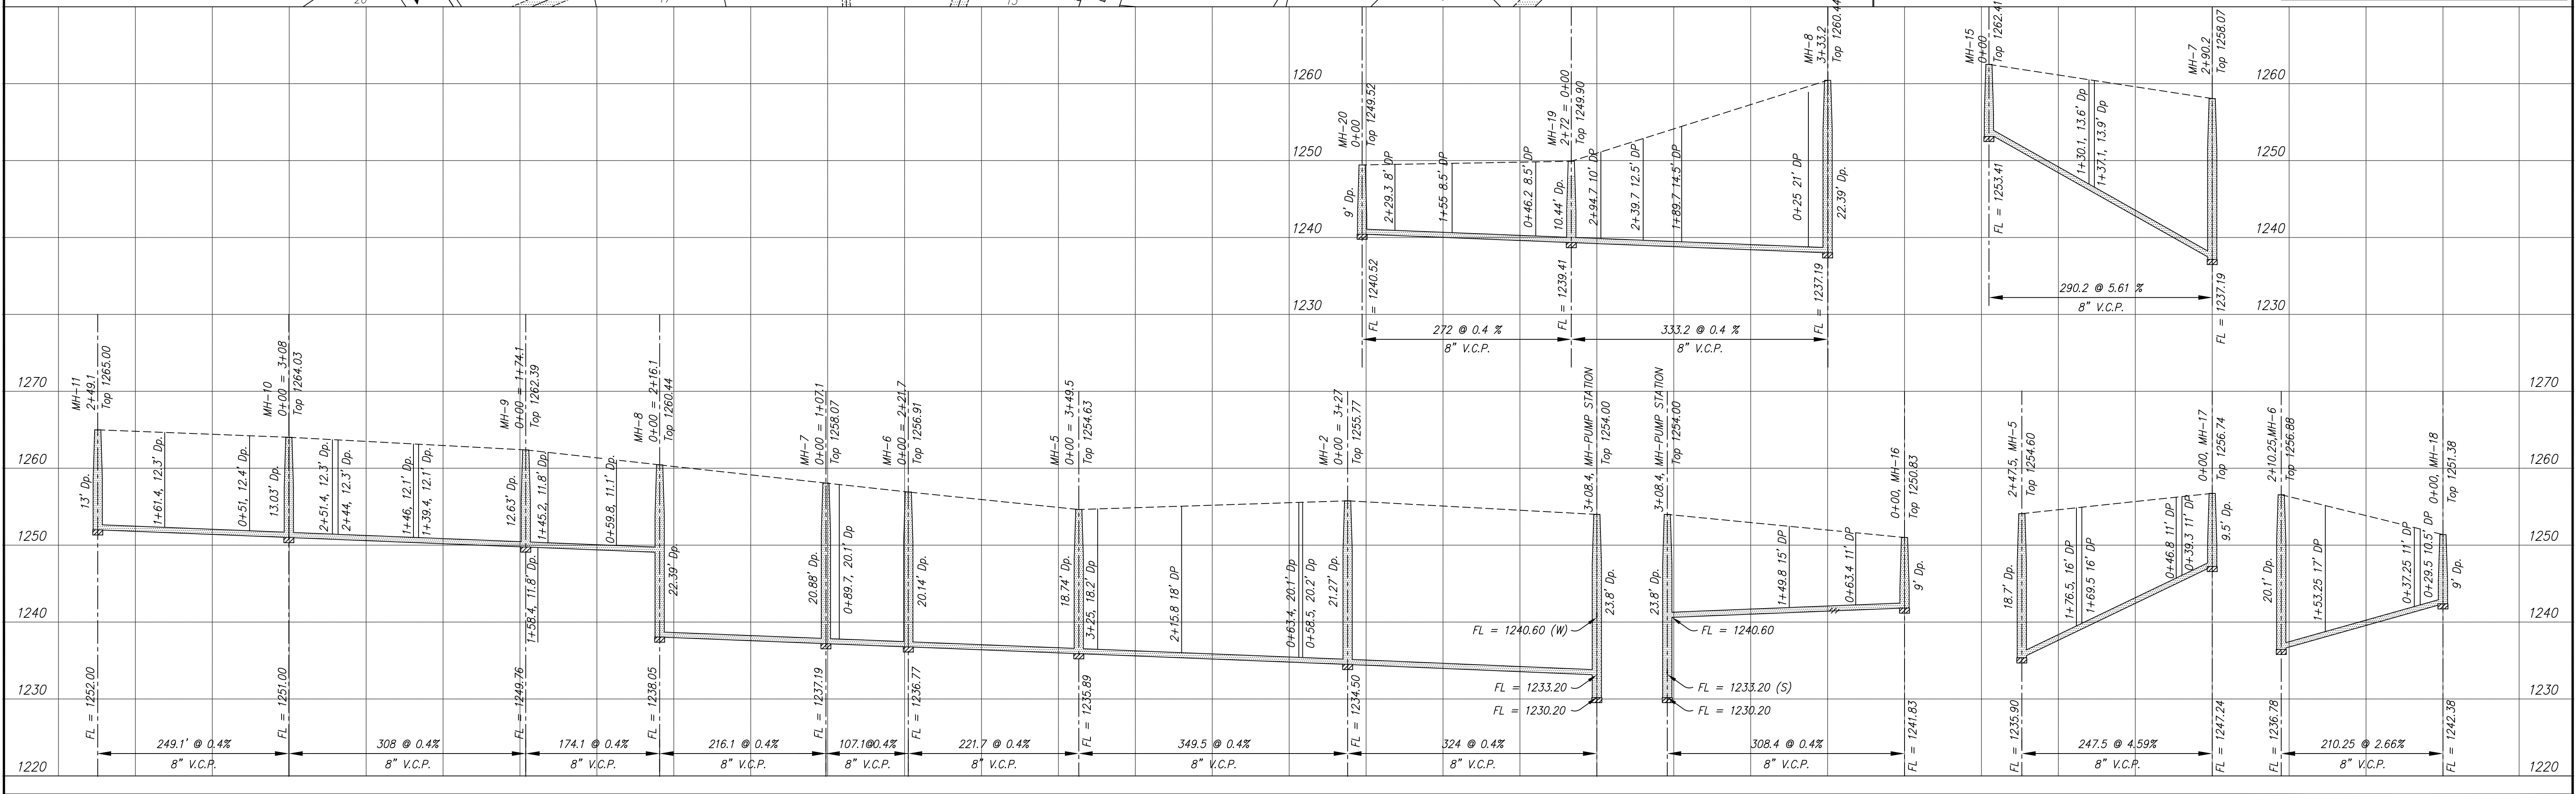 1260
1250
1240
1230
MH-20
0+00
Top 1249.52
9' Dp.
2+29.3 8' DP
1+55 8.5' DP
0+46.2 8.5' DP
MH-19
2+72 = 0+00
Top 1249.90
10.44' Dp.
2+94.7 10' DP
2+39.7 12.5' DP
1+89.7 14.5' DP
0+25 21' DP
MH-8
3+33.2
Top 1260.44
22.39' Dp.
FL = 1240.52
FL = 1239.41
FL = 1237.19
272 @ 0.4 %
8" V.C.P.
333.2 @ 0.4 %
8" V.C.P.
MH-15
0+00
Top 1262.41
FL = 1253.41
1+30.1, 13.6' Dp
1+37.1, 13.9' Dp
MH-7
2+90.2
Top 1258.07
FL = 1237.19
290.2 @ 5.61 %
8" V.C.P.
1260
1250
1240
1230
1270
1260
1250
1240
1230
1220
MH-11
2+49.1
Top 1265.00
13' Dp.
1+61.4, 12.3' Dp.
0+51, 12.4' Dp.
FL = 1252.00
249.1' @ 0.4%
8" V.C.P.
MH-10
0+00 = 3+08
Top 1264.03
13.03' Dp.
2+51.4, 12.3' Dp.
2+44, 12.3' Dp.
1+46, 12.1' Dp.
1+39.4, 12.1' Dp.
FL = 1251.00
308 @ 0.4%
8" V.C.P.
MH-9
0+00 = 1+74.1
Top 1262.39
12.63' Dp.
1+58.4, 11.8' Dp.
1+45.2, 11.8' Dp.
0+59.8, 11.1' Dp.
FL = 1249.76
174.1 @ 0.4%
8" V.C.P.
MH-8
0+00 = 2+16.1
Top 1260.44
22.39' Dp.
FL = 1238.05
216.1 @ 0.4%
8" V.C.P.
MH-7
0+00 = 1+07.1
Top 1258.07
20.88' Dp.
0+89.7, 20.1' Dp
FL = 1237.19
107.1@0.4%
8" V.C.P.
MH-6
0+00 = 2+21.7
Top 1256.91
20.14' Dp.
FL = 1236.77
221.7 @ 0.4%
8" V.C.P.
MH-5
0+00 = 3+49.5
Top 1254.63
18.74' Dp.
3+25, 18.2' Dp
2+15.8 18' DP
0+63.4, 20.1' Dp
0+58.5, 20.2' Dp
FL = 1235.89
349.5 @ 0.4%
8" V.C.P.
MH-2
0+00 = 3+27
Top 1255.77
21.27' Dp.
FL = 1234.50
324 @ 0.4%
8" V.C.P.
3+08.4, MH-PUMP STATION
Top 1254.00
23.8' Dp.
FL = 1240.60 (W)
FL = 1233.20
FL = 1230.20
3+08.4, MH-PUMP STATION
Top 1254.00
23.8' Dp.
FL = 1240.60
FL = 1233.20 (S)
FL = 1230.20
1+49.8 15' DP
0+63.4 11' DP
0+00, MH-16
Top 1250.83
9' Dp.
FL = 1241.83
308.4 @ 0.4%
8" V.C.P.
2+47.5, MH-5
Top 1254.60
18.7' Dp.
1+76.5, 16' DP
1+69.5 16' DP
0+46.8 11' DP
0+39.3 11' DP
0+00, MH-17
Top 1256.74
9.5' Dp.
FL = 1235.90
FL = 1247.24
247.5 @ 4.59%
8" V.C.P.
2+10.25,MH-6
Top 1256.88
20.1' Dp.
1+53.25 17' DP
0+37.25 11' DP
0+29.5 10.5' DP
0+00, MH-18
Top 1251.38
9' Dp.
FL = 1236.78
FL = 1242.38
210.25 @ 2.66%
8" V.C.P.
1270
1260
1250
1240
1230
1220